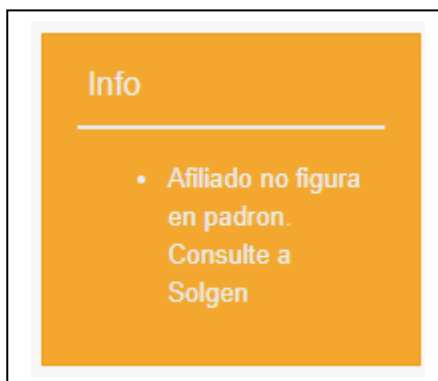 Info
• Afiliado no figura
en padron.
Consulte a
Solgen